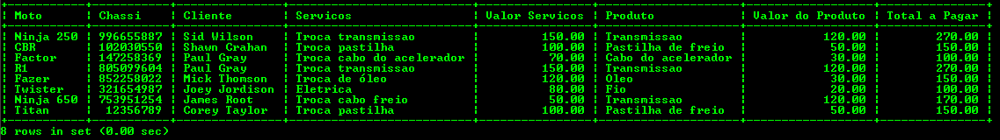 Moto | Chassi | Cliente | Servicos | Valor Servicos | Produto | Valor do Produto | Total a Pagar
Ninja 250 | 996655887 | Sid Wilson | Troca transmissao | 150.00 | Transmissao | 120.00 | 270.00
CBR | 102030550 | Shawn Crahan | Troca pastilha | 100.00 | Pastilha de freio | 50.00 | 150.00
Factor | 147258369 | Paul Gray | Troca cabo do acelerador | 70.00 | Cabo do acelerador | 30.00 | 100.00
R1 | 805099604 | Paul Gray | Troca transmissao | 150.00 | Transmissao | 120.00 | 270.00
Fazer | 852258022 | Mick Thomson | Troca de óleo | 120.00 | Oleo | 30.00 | 150.00
Twister | 321654987 | Joey Jordison | Eletrica | 80.00 | Fio | 20.00 | 100.00
Ninja 650 | 753951254 | James Root | Troca cabo freio | 50.00 | Transmissao | 120.00 | 170.00
Titan | 12356789 | Corey Taylor | Troca pastilha | 100.00 | Pastilha de freio | 50.00 | 150.00
8 rows in set (0.00 sec)